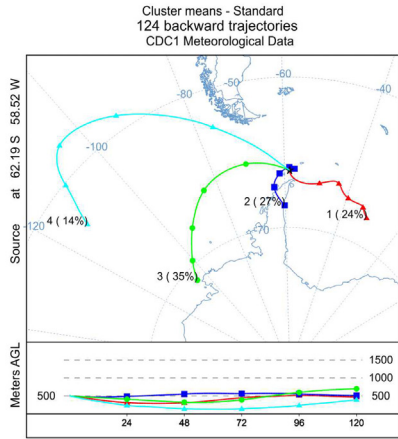 Cluster means - Standard
124 backward trajectories
CDC1 Meteorological Data
Source at 62.19 S 58.52 W
-60
-50
-40
-80
-100
-120
-70
4 ( 14%)
2 ( 27%)
1 ( 24%)
3 ( 35%)
Meters AGL
1500
1000
500
500
24
48
72
96
120